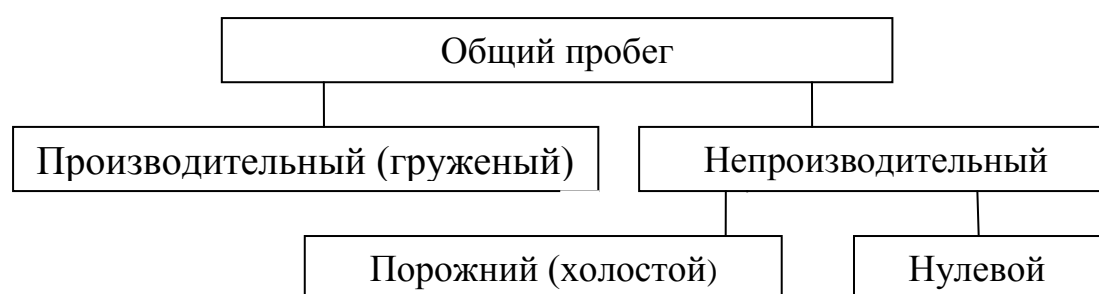 Общий пробег
Производительный (груженый)
Непроизводительный
Порожний (холостой)
Нулевой